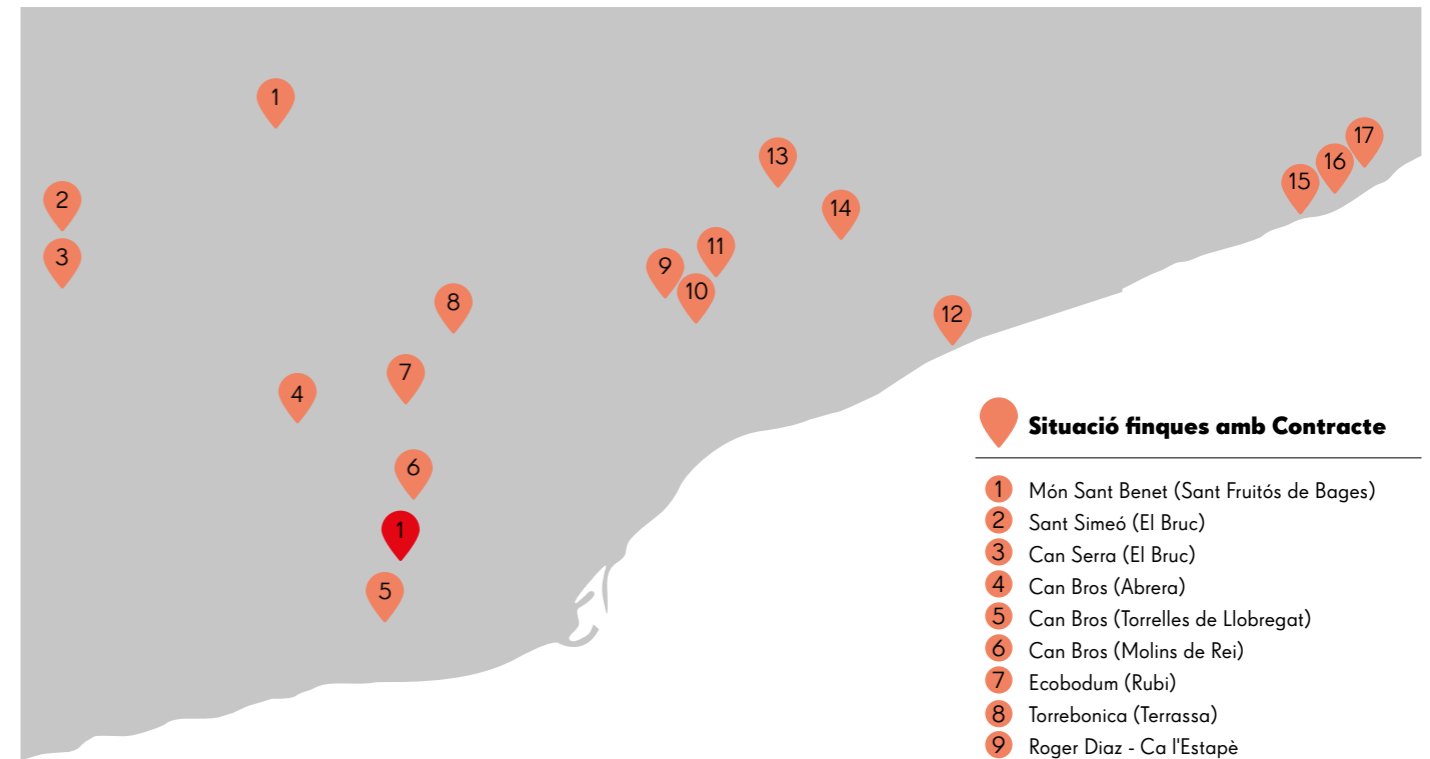 1
13
17
16
15
2
14
11
3
9
10
8
12
7
4
6
1
5
Situació finques amb Contracte
1 Món Sant Benet (Sant Fruitós de Bages)
2 Sant Simeó (El Bruc)
3 Can Serra (El Bruc)
4 Can Bros (Abrera)
5 Can Bros (Torrelles de Llobregat)
6 Can Bros (Molins de Rei)
7 Ecobodum (Rubi)
8 Torrebonica (Terrassa)
9 Roger Diaz - Ca l'Estapè